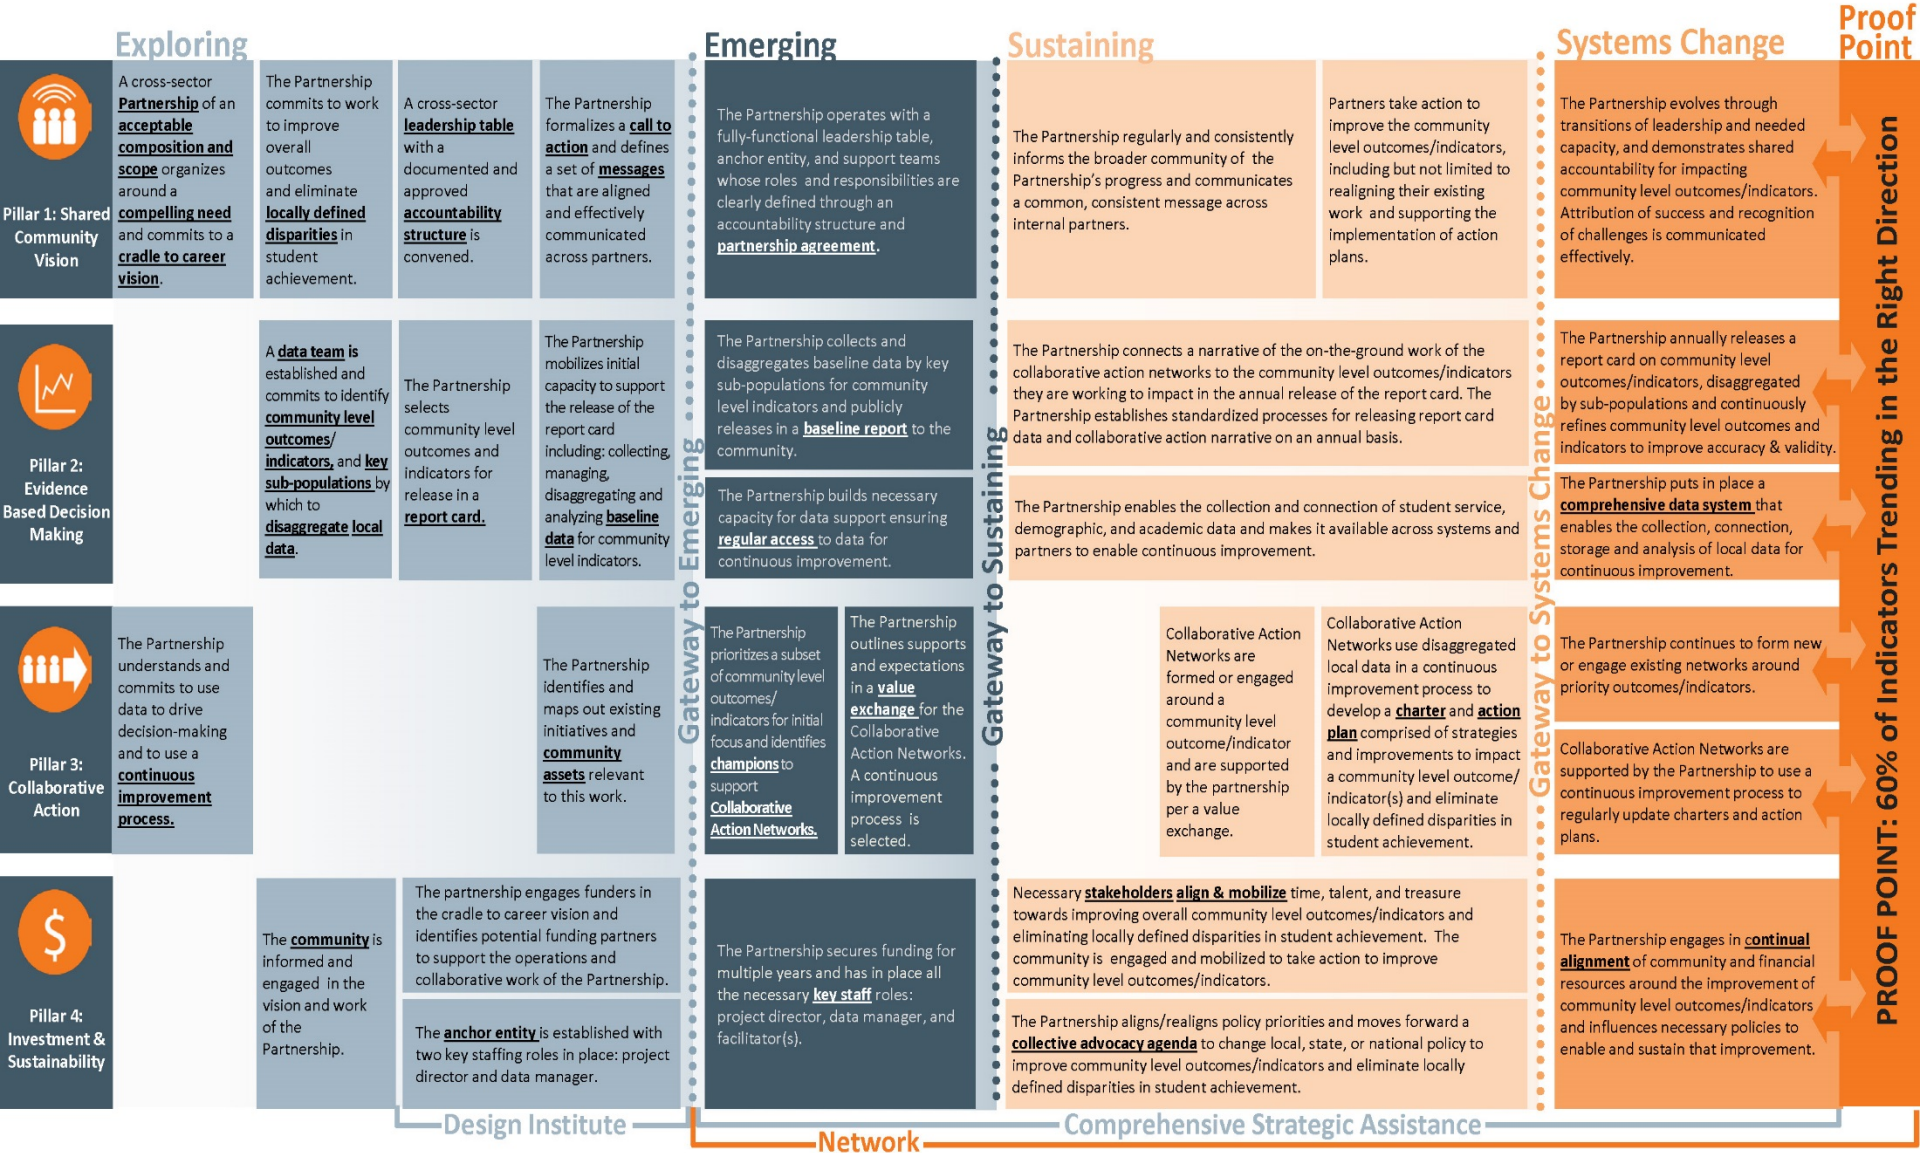 Exploring
Emerging
Sustaining
Systems Change
Proof
Point
Pillar 1: Shared
Community
Vision
A cross-sector
Partnership of an
acceptable
composition and
scope organizes
around a
compelling need
and commits to a
cradle to career
vision.
The Partnership
commits to work
to improve
overall
outcomes
and eliminate
locally defined
disparities in
student
achievement.
A cross-sector
leadership table
with a
documented and
approved
accountability
structure is
convened.
The Partnership
formalizes a call to
action and defines
a set of messages
that are aligned
and effectively
communicated
across partners.
The Partnership operates with a
fully-functional leadership table,
anchor entity, and support teams
whose roles and responsibilities are
clearly defined through an
accountability structure and
partnership agreement.
The Partnership regularly and consistently
informs the broader community of the
Partnership's progress and communicates
a common, consistent message across
internal partners.
Partners take action to
improve the community
level outcomes/indicators,
including but not limited to
realigning their existing
work and supporting the
implementation of action
plans.
The Partnership evolves through
transitions of leadership and needed
capacity, and demonstrates shared
accountability for impacting
community level outcomes/indicators.
Attribution of success and recognition
of challenges is communicated
effectively.
Pillar 2:
Evidence
Based Decision
Making
A data team is
established and
commits to identify
community level
outcomes/
indicators, and key
sub-populations by
which to
disaggregate local
data.
The Partnership
selects
community level
outcomes and
indicators for
release in a
report card.
The Partnership
mobilizes initial
capacity to support
the release of the
report card
including: collecting,
managing,
disaggregating and
analyzing baseline
data for community
level indicators.
The Partnership collects and
disaggregates baseline data by key
sub-populations for community
level indicators and publicly
releases in a baseline report to the
community.
The Partnership builds necessary
capacity for data support ensuring
regular access to data for
continuous improvement.
The Partnership connects a narrative of the on-the-ground work of the
collaborative action networks to the community level outcomes/indicators
they are working to impact in the annual release of the report card. The
Partnership establishes standardized processes for releasing report card
data and collaborative action narrative on an annual basis.
The Partnership enables the collection and connection of student service,
demographic, and academic data and makes it available across systems and
partners to enable continuous improvement.
The Partnership annually releases a
report card on community level
outcomes/indicators, disaggregated
by sub-populations and continuously
refines community level outcomes and
indicators to improve accuracy & validity.
The Partnership puts in place a
comprehensive data system that
enables the collection, connection,
storage and analysis of local data for
continuous improvement.
Pillar 3:
Collaborative
Action
The Partnership
understands and
commits to use
data to drive
decision-making
and to use a
continuous
improvement
process.
The Partnership
identifies and
maps out existing
initiatives and
community
assets relevant
to this work.
The Partnership
prioritizes a subset
of community level
outcomes/
indicators for initial
focus and identifies
champions to
support
Collaborative
Action Networks.
The Partnership
outlines supports
and expectations
in a value
exchange for the
Collaborative
Action Networks.
A continuous
improvement
process is
selected.
Collaborative Action
Networks are
formed or engaged
around a
community level
outcome/indicator
and are supported
by the partnership
per a value
exchange.
Collaborative Action
Networks use disaggregated
local data in a continuous
improvement process to
develop a charter and action
plan comprised of strategies
and improvements to impact
a community level outcome/
indicator(s) and eliminate
locally defined disparities in
student achievement.
The Partnership continues to form new
or engage existing networks around
priority outcomes/indicators.
Collaborative Action Networks are
supported by the Partnership to use a
continuous improvement process to
regularly update charters and action
plans.
Pillar 4:
Investment &
Sustainability
The community is
informed and
engaged in the
vision and work
of the
Partnership.
The partnership engages funders in
the cradle to career vision and
identifies potential funding partners
to support the operations and
collaborative work of the Partnership.
The anchor entity is established with
two key staffing roles in place: project
director and data manager.
The Partnership secures funding for
multiple years and has in place all
the necessary key staff roles:
project director, data manager, and
facilitator(s).
Necessary stakeholders align & mobilize time, talent, and treasure
towards improving overall community level outcomes/indicators and
eliminating locally defined disparities in student achievement. The
community is engaged and mobilized to take action to improve
community level outcomes/indicators.
The Partnership aligns/realigns policy priorities and moves forward a
collective advocacy agenda to change local, state, or national policy to
improve community level outcomes/indicators and eliminate locally
defined disparities in student achievement.
The Partnership engages in continual
alignment of community and financial
resources around the improvement of
community level outcomes/indicators
and influences necessary policies to
enable and sustain that improvement.
Gateway to Emerging
Gateway to Sustaining
Gateway to Systems Change
PROOF POINT: 60% of Indicators Trending in the Right Direction
Design Institute
Comprehensive Strategic Assistance
Network